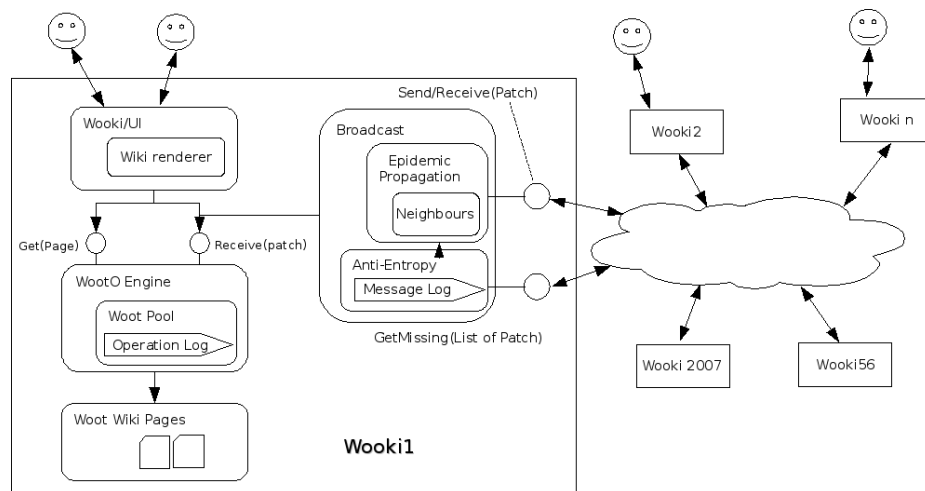 Wooki/UI
Wiki renderer
Get(Page)
Receive(patch)
WootO Engine
Woot Pool
Operation Log
Woot Wiki Pages
Broadcast
Epidemic
Propagation
Neighbours
Anti-Entropy
Message Log
Send/Receive(Patch)
GetMissing(List of Patch)
Wooki1
Wooki2
Wooki n
Wooki 2007
Wooki56